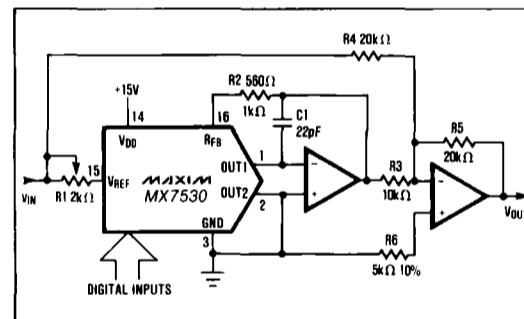 R4 20kΩ
+15V
R2 560Ω
14
16
1kΩ
C1
22pF
R5
20kΩ
VDD
RFB
15
VREF
MAXIM
MX7530
OUT1
1
OUT2
2
R3
10kΩ
VIN
R1 2kΩ
GND
3
VOUT
R6
5kΩ 10%
DIGITAL INPUTS
−
+
−
+